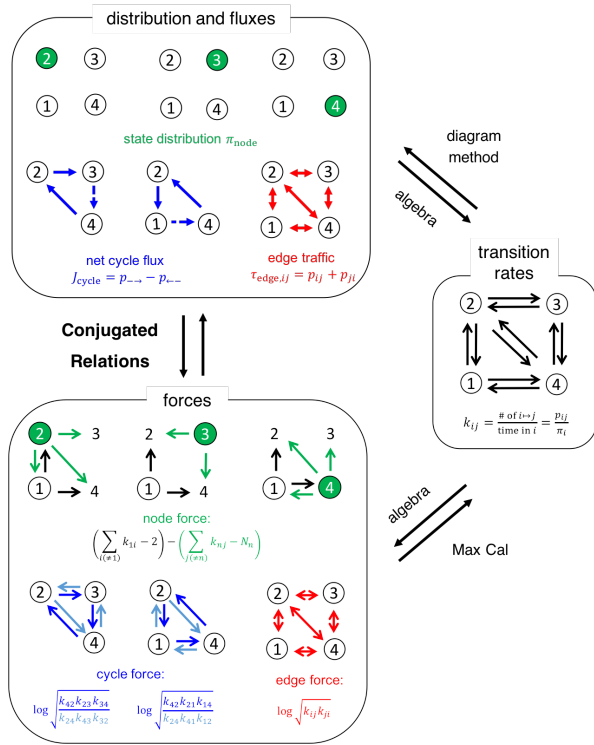 distribution and fluxes
2 3 2 3 2 3
1 4 1 4 1 4
state distribution π_node
2 3 2 2 3
4 1 4 1 4
net cycle flux
J_cycle = p_−→ − p_←−
edge traffic
τ_edge,ij = p_ij + p_ji
diagram
method
algebra
transition
rates
2 3
1 4
k_ij = # of i↦j / time in i = p_ij / π_i
Conjugated
Relations
forces
2 3 2 3 2 3
1 4 1 4 1 4
node force:
(∑_i(≠1) k_1i − 2) − (∑_j(≠n) k_nj − N_n)
algebra
Max Cal
2 3 2 2 3
4 1 4 1 4
cycle force:
log √(k_42 k_23 k_34 / k_24 k_43 k_32) log √(k_42 k_21 k_14 / k_24 k_41 k_12)
edge force:
log √(k_ij k_ji)